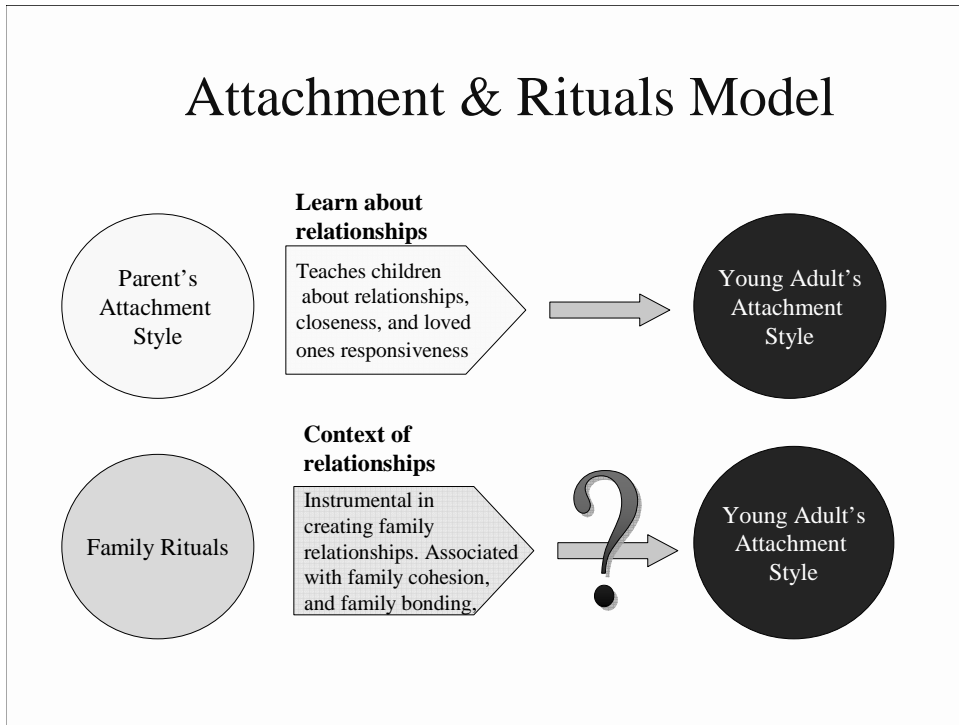 Attachment & Rituals Model
Learn about
relationships
Parent's
Attachment
Style
Teaches children
about relationships,
closeness, and loved
ones responsiveness
Young Adult's
Attachment
Style
Context of
relationships
Family Rituals
Instrumental in
creating family
relationships. Associated
with family cohesion,
and family bonding,
?
Young Adult's
Attachment
Style